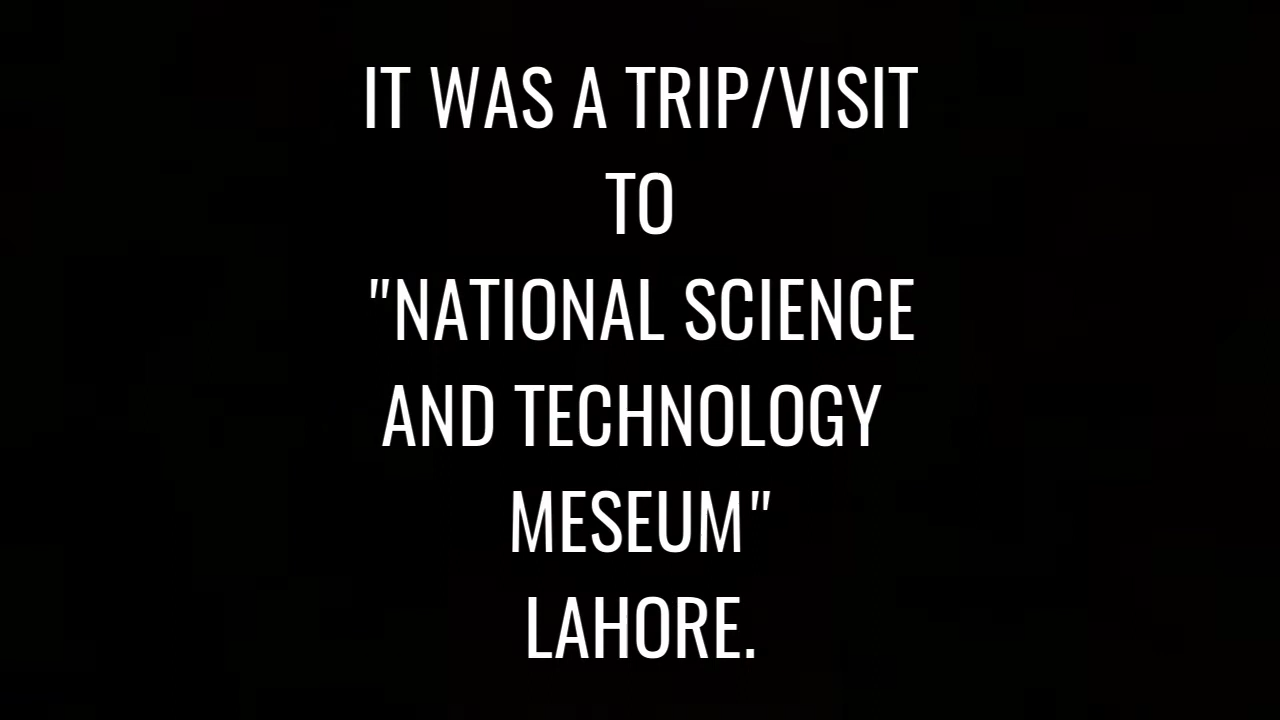 IT WAS A TRIP/VISIT
TO
"NATIONAL SCIENCE
AND TECHNOLOGY
MESEUM"
LAHORE.